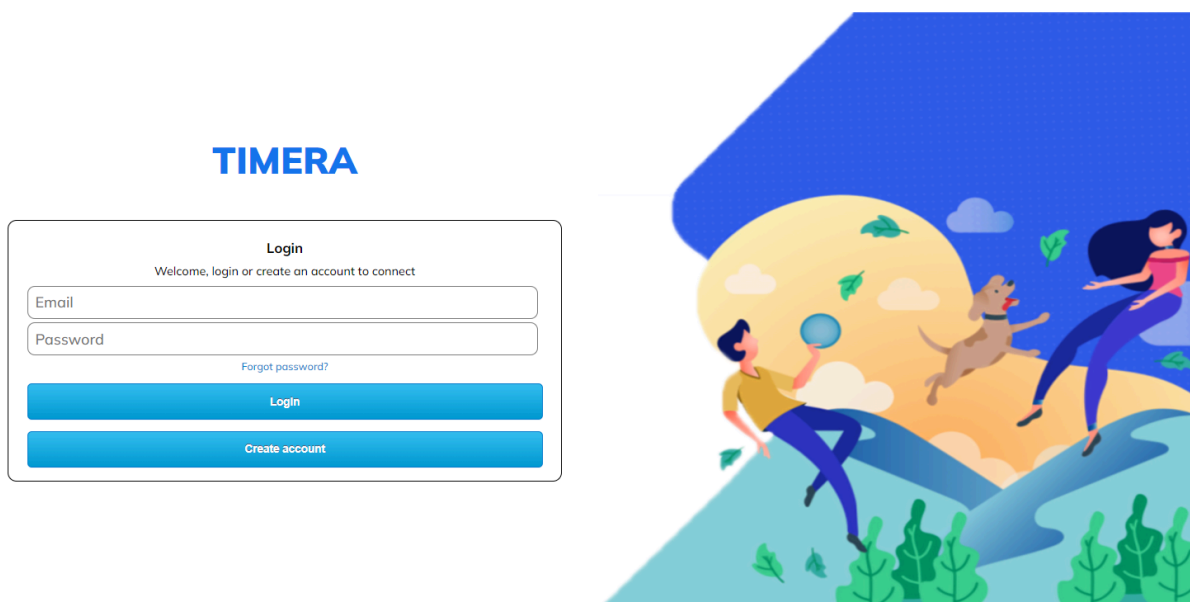 TIMERA
Login
Welcome, login or create an account to connect
Email
Password
Forgot password?
Login
Create account